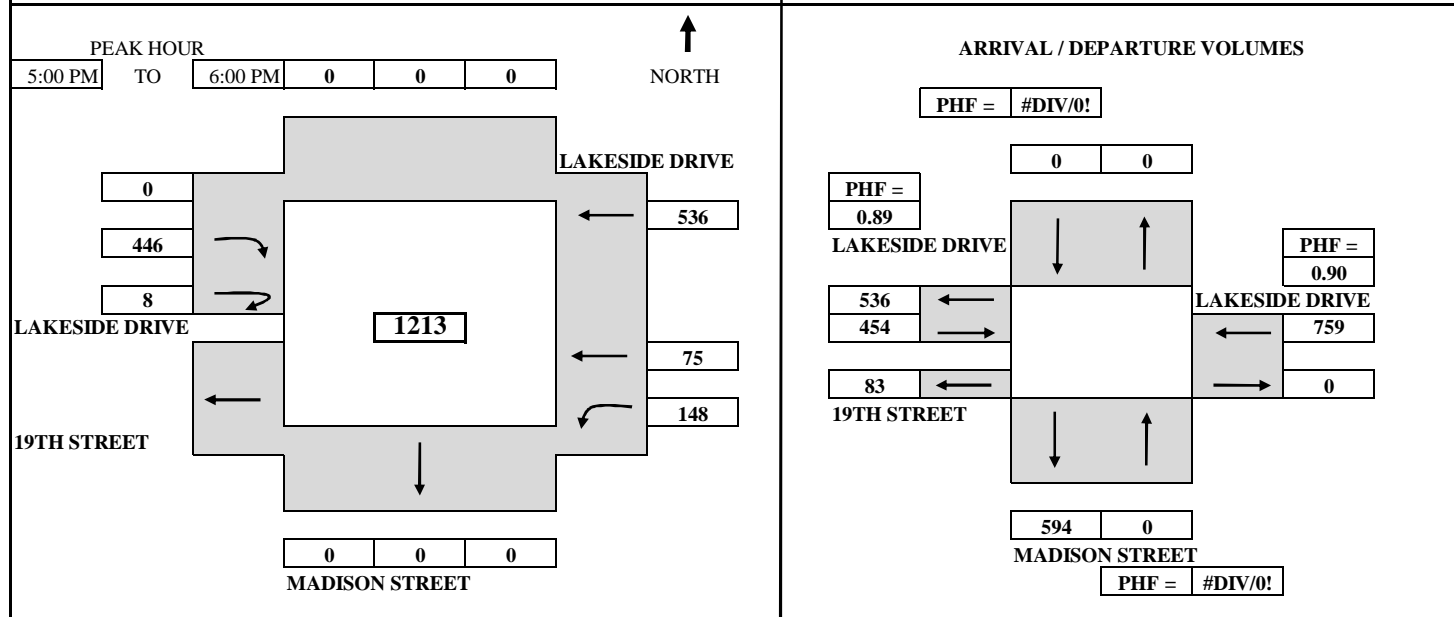 PEAK HOUR
5:00 PM TO 6:00 PM 0 0 0
NORTH
LAKESIDE DRIVE
0
536
446
8
LAKESIDE DRIVE
1213
75
148
19TH STREET
0 0 0
MADISON STREET
ARRIVAL / DEPARTURE VOLUMES
PHF = #DIV/0!
0 0
PHF =
0.89
LAKESIDE DRIVE
PHF =
0.90
LAKESIDE DRIVE
536
454
759
83
0
19TH STREET
594 0
MADISON STREET
PHF = #DIV/0!